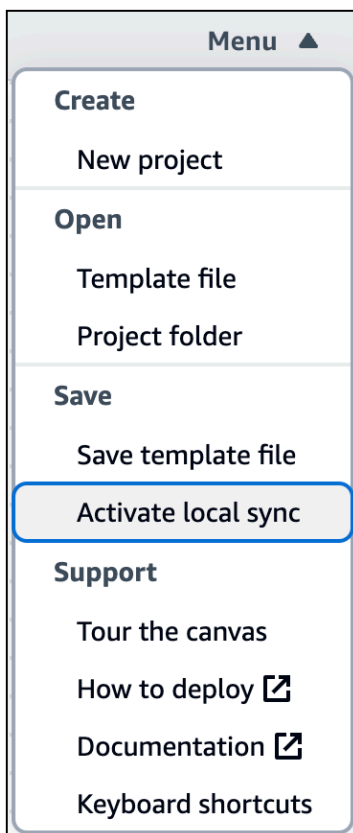 Menu
Create
New project
Open
Template file
Project folder
Save
Save template file
Activate local sync
Support
Tour the canvas
How to deploy
Documentation
Keyboard shortcuts